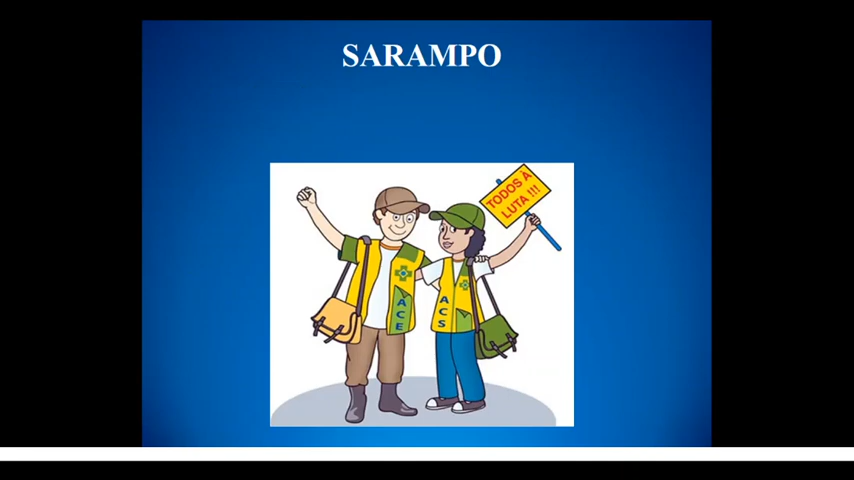 SARAMPO
TODOS À
LUTA !!!
ACE
ACS